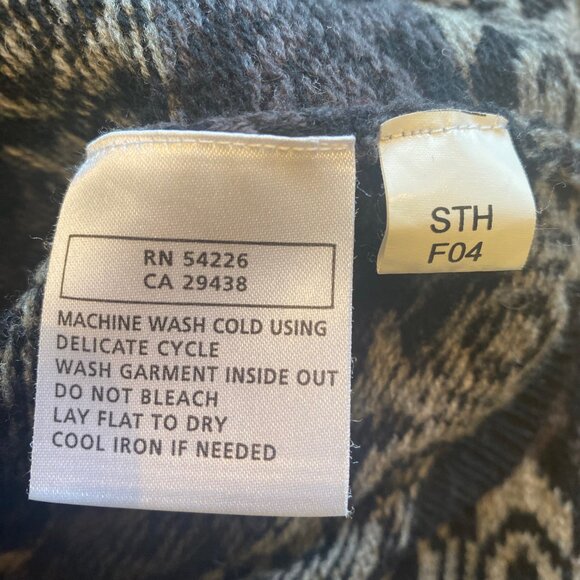 RN 54226
CA 29438
MACHINE WASH COLD USING
DELICATE CYCLE
WASH GARMENT INSIDE OUT
DO NOT BLEACH
LAY FLAT TO DRY
COOL IRON IF NEEDED
STH
F04